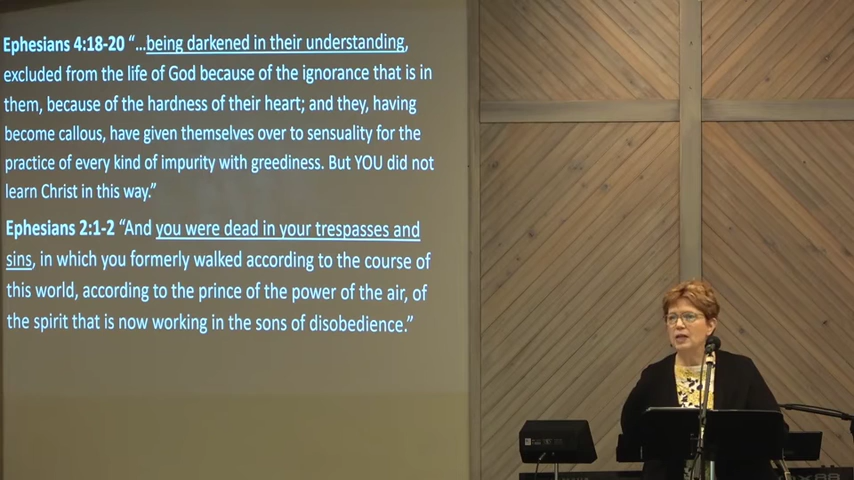 Ephesians 4:18-20 “…being darkened in their understanding,
excluded from the life of God because of the ignorance that is in
them, because of the hardness of their heart; and they, having
become callous, have given themselves over to sensuality for the
practice of every kind of impurity with greediness. But YOU did not
learn Christ in this way.”
Ephesians 2:1-2 “And you were dead in your trespasses and
sins, in which you formerly walked according to the course of
this world, according to the prince of the power of the air, of
the spirit that is now working in the sons of disobedience.”